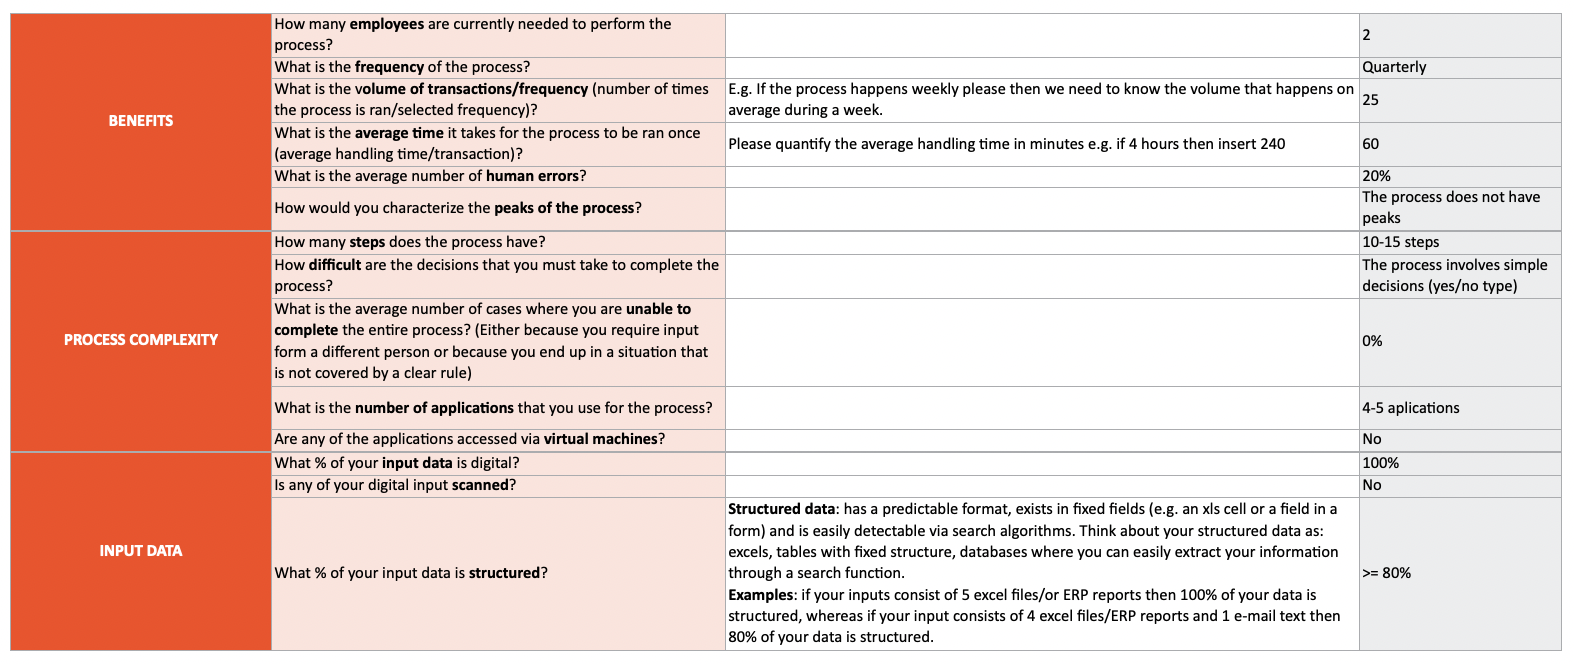 BENEFITS
How many employees are currently needed to perform the
process?
2
What is the frequency of the process?
Quarterly
What is the volume of transactions/frequency (number of times
the process is ran/selected frequency)?
E.g. If the process happens weekly please then we need to know the volume that happens on
average during a week.
25
What is the average time it takes for the process to be ran once
(average handling time/transaction)?
Please quantify the average handling time in minutes e.g. if 4 hours then insert 240
60
What is the average number of human errors?
20%
How would you characterize the peaks of the process?
The process does not have
peaks
PROCESS COMPLEXITY
How many steps does the process have?
10-15 steps
How difficult are the decisions that you must take to complete the
process?
The process involves simple
decisions (yes/no type)
What is the average number of cases where you are unable to
complete the entire process? (Either because you require input
form a different person or because you end up in a situation that
is not covered by a clear rule)
0%
What is the number of applications that you use for the process?
4-5 aplications
Are any of the applications accessed via virtual machines?
No
INPUT DATA
What % of your input data is digital?
100%
Is any of your digital input scanned?
No
What % of your input data is structured?
Structured data: has a predictable format, exists in fixed fields (e.g. an xls cell or a field in a
form) and is easily detectable via search algorithms. Think about your structured data as:
excels, tables with fixed structure, databases where you can easily extract your information
through a search function.
Examples: if your inputs consist of 5 excel files/or ERP reports then 100% of your data is
structured, whereas if your input consists of 4 excel files/ERP reports and 1 e-mail text then
80% of your data is structured.
>= 80%